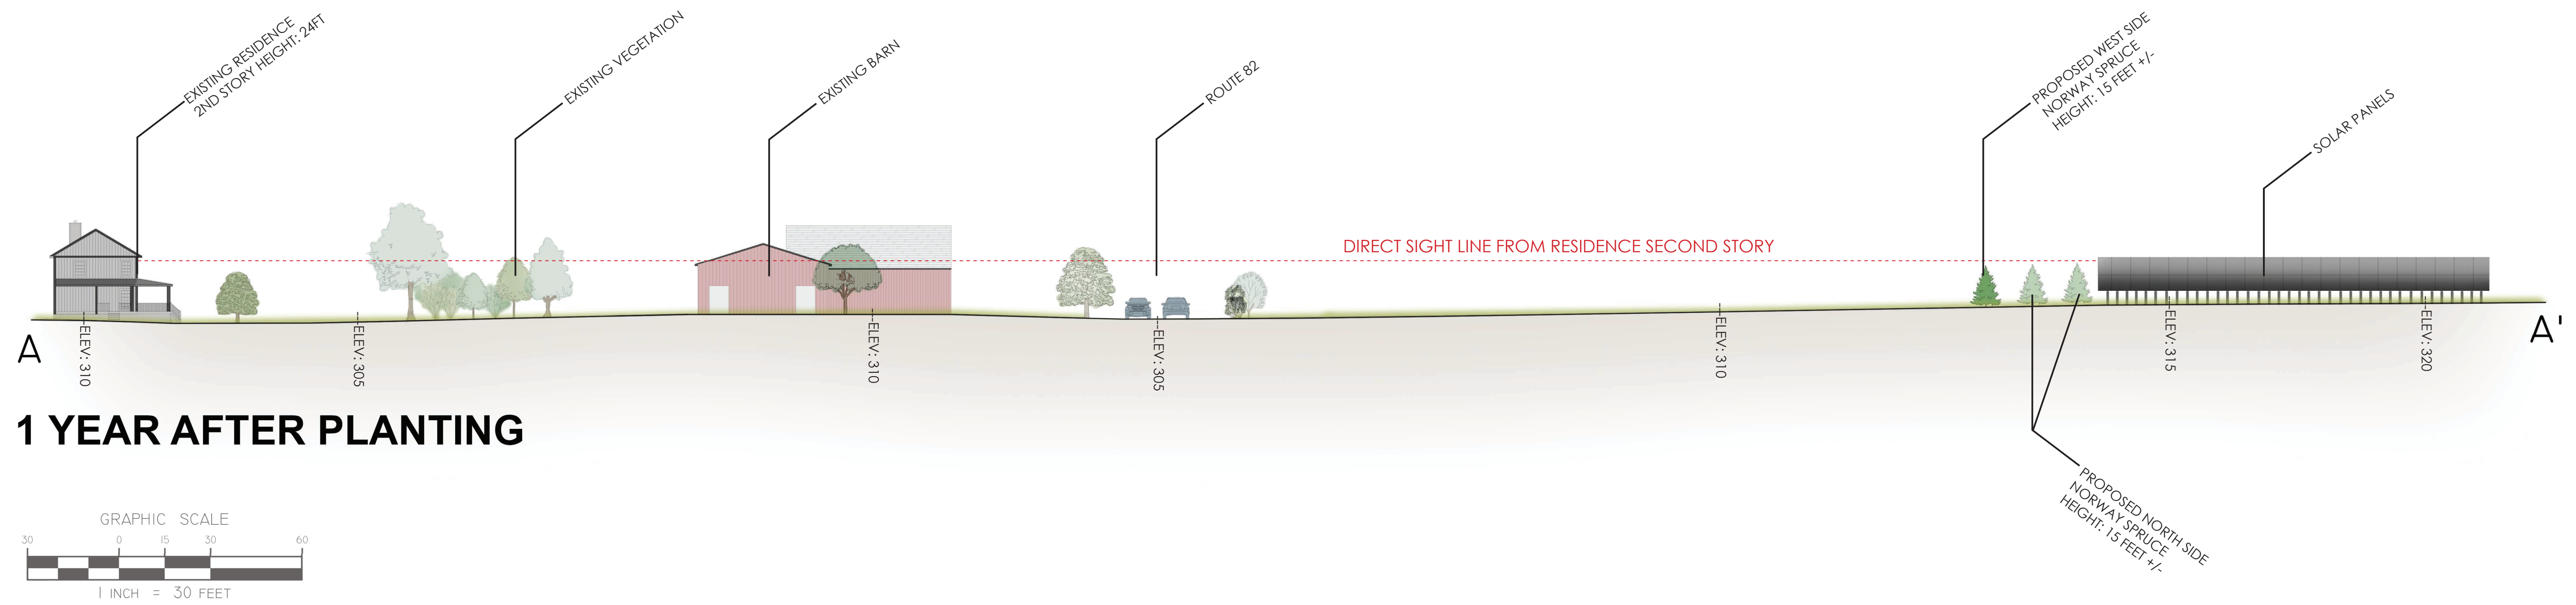 EXISTING RESIDENCE
2ND STORY HEIGHT: 24FT
EXISTING VEGETATION
EXISTING BARN
ROUTE 82
PROPOSED WEST SIDE
NORWAY SPRUCE
HEIGHT: 15 FEET +/-
SOLAR PANELS
DIRECT SIGHT LINE FROM RESIDENCE SECOND STORY
A
ELEV: 310
ELEV: 305
ELEV: 310
ELEV: 305
ELEV: 310
ELEV: 315
ELEV: 320
A'
1 YEAR AFTER PLANTING
PROPOSED NORTH SIDE
NORWAY SPRUCE
HEIGHT: 15 FEET +/-
GRAPHIC SCALE
30 0 15 30 60
1 INCH = 30 FEET